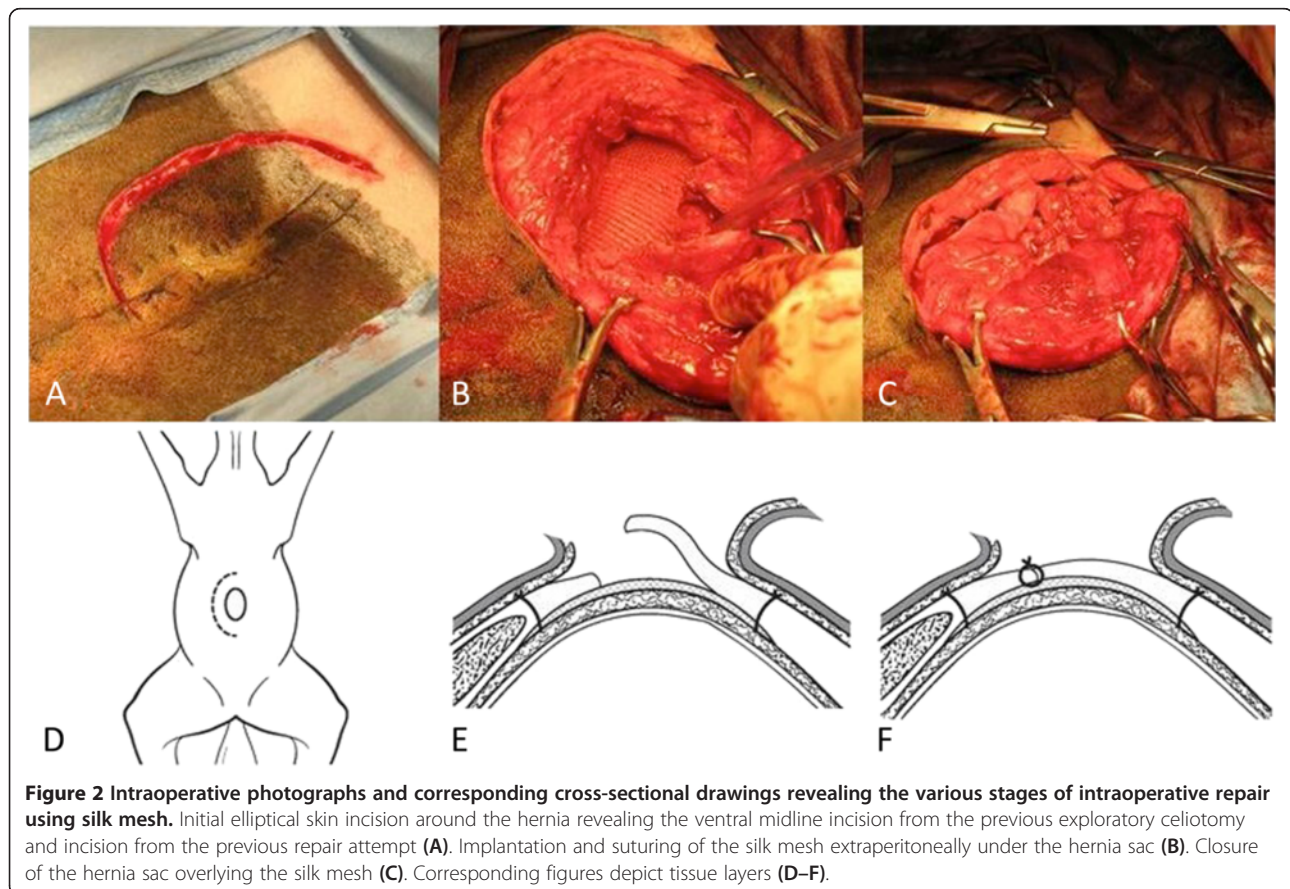 A
B
C
D
E
F
Figure 2 Intraoperative photographs and corresponding cross-sectional drawings revealing the various stages of intraoperative repair
using silk mesh. Initial elliptical skin incision around the hernia revealing the ventral midline incision from the previous exploratory celiotomy
and incision from the previous repair attempt (A). Implantation and suturing of the silk mesh extraperitoneally under the hernia sac (B). Closure
of the hernia sac overlying the silk mesh (C). Corresponding figures depict tissue layers (D–F).